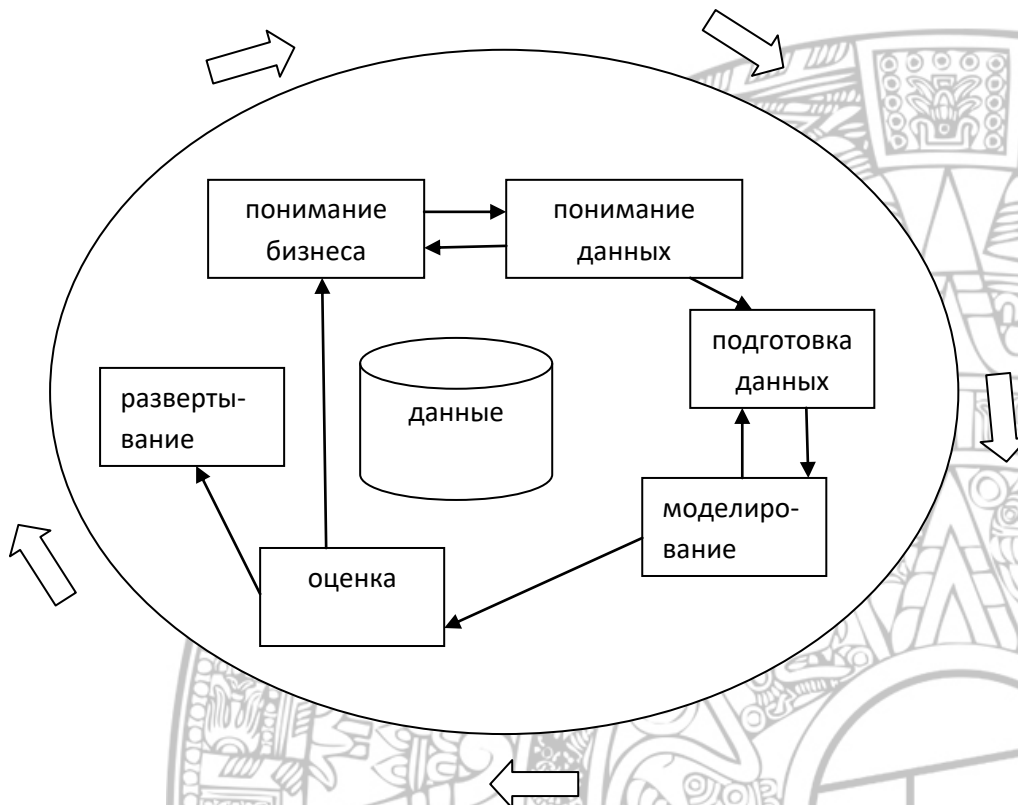 понимание
бизнеса
понимание
данных
подготовка
данных
данные
разверты-
вание
моделиро-
вание
оценка